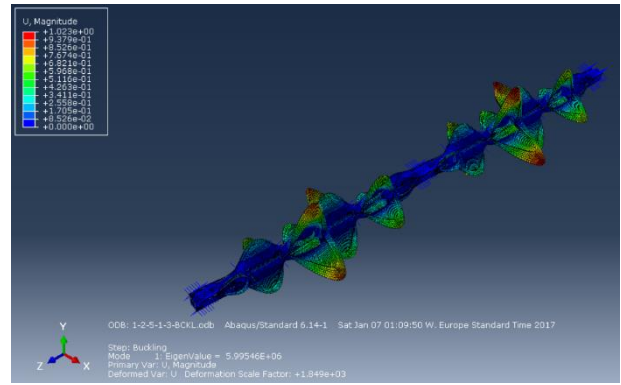 U, Magnitude
+1.023e+00
+9.379e-01
+8.526e-01
+7.674e-01
+6.821e-01
+5.968e-01
+5.116e-01
+4.263e-01
+3.411e-01
+2.558e-01
+1.705e-01
+8.526e-02
+0.000e+00
Y
Z
X
ODB: 1-2-5-1-3-BCKL.odb Abaqus/Standard 6.14-1 Sat Jan 07 01:09:50 W. Europe Standard Time 2017
Step: Buckling
Mode 1: EigenValue = 5.99546E+06
Primary Var: U, Magnitude
Deformed Var: U Deformation Scale Factor: +1.849e+03